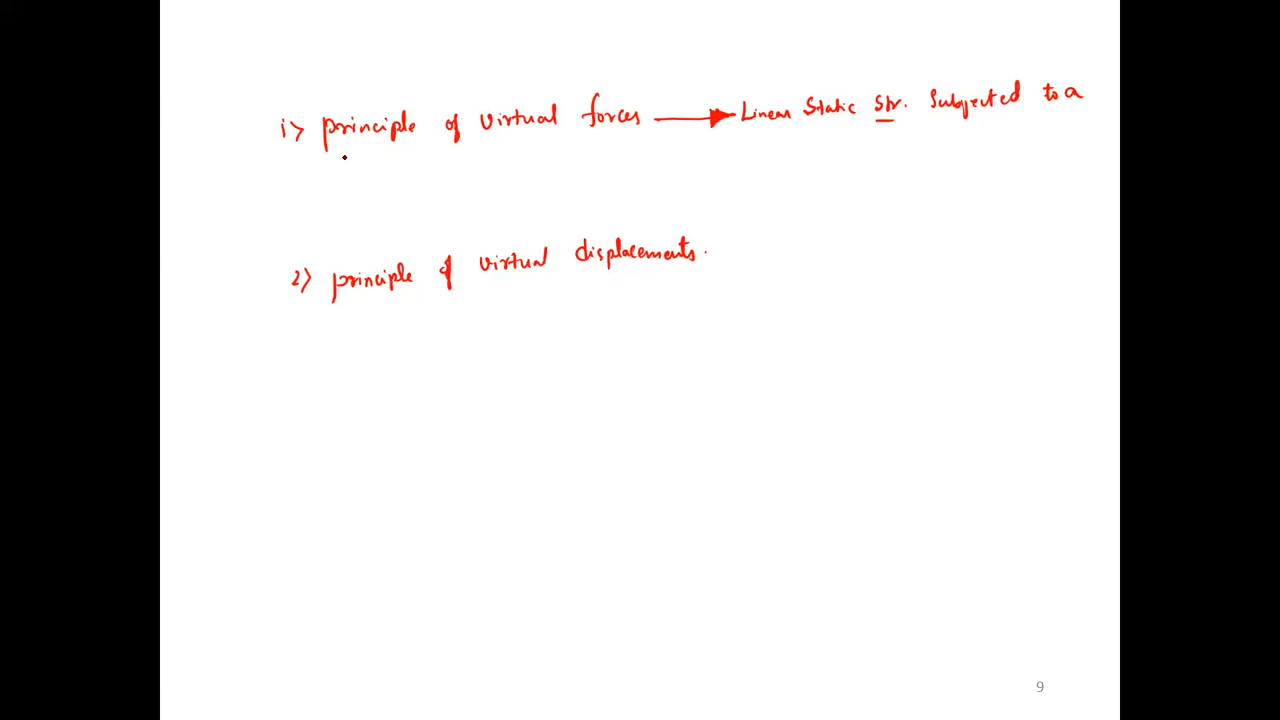 1) principle of virtual forces → Linear Static Str. Subjected to a
2) principle of virtual displacements.
9